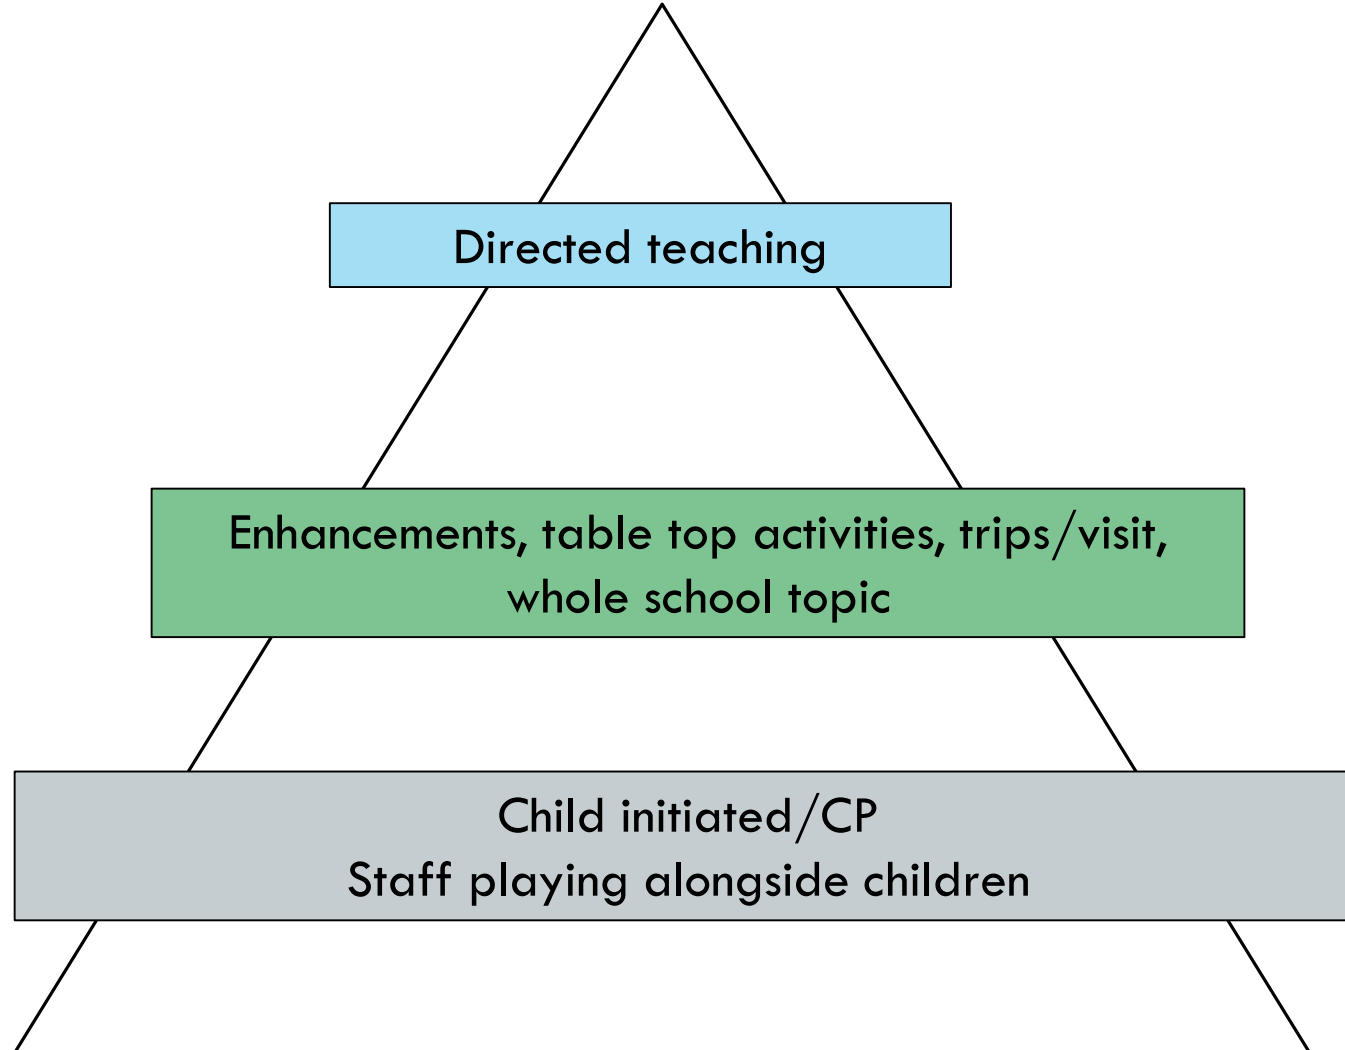 Directed teaching
Enhancements, table top activities, trips/visit,
whole school topic
Child initiated/CP
Staff playing alongside children